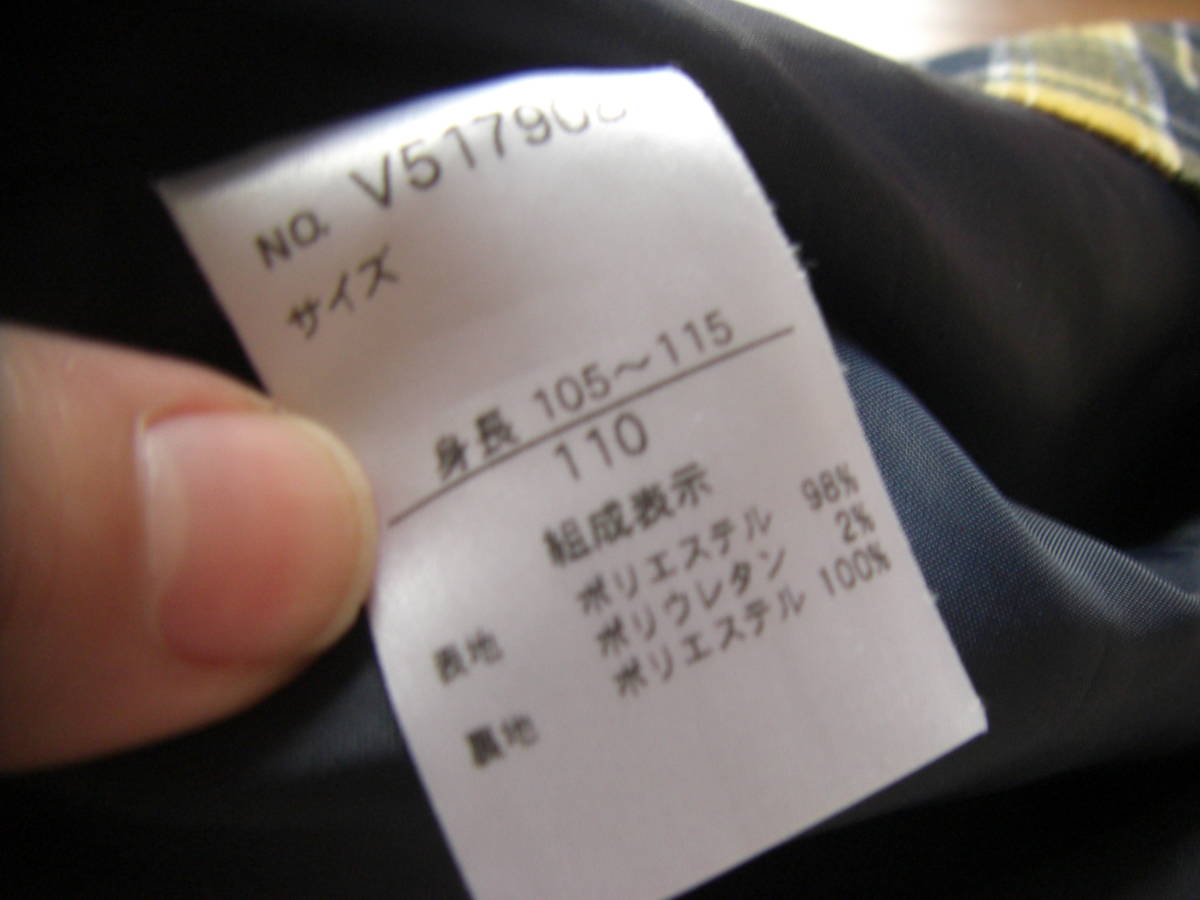 NO.
サイズ
身長 105～115
110
組成表示
表地 ポリエステル 98%
ポリウレタン 2%
裏地 ポリエステル 100%